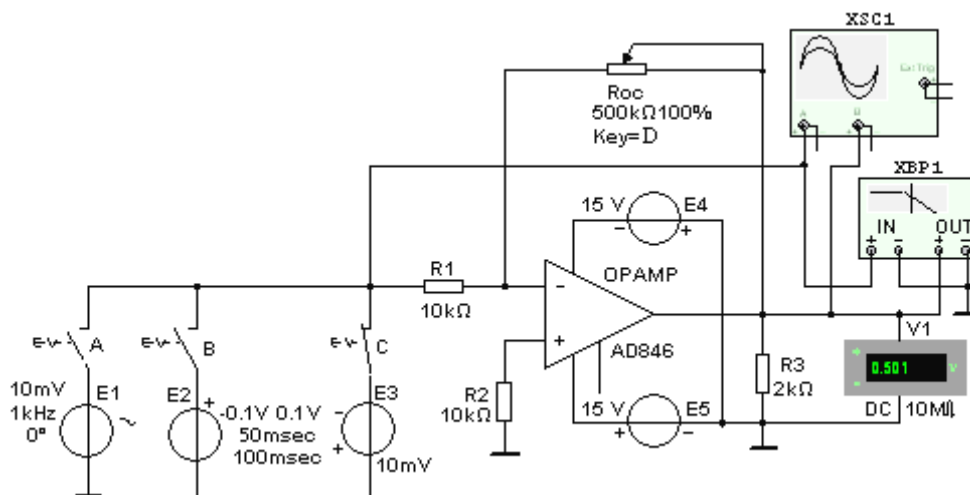 XSC1
Ext Trig
A
B
Roc
500kΩ100%
Key=D
XBP1
IN
OUT
15 V
E4
R1
10kΩ
OPAMP
AD846
V1
0.501
v
DC
10MΩ
R3
2kΩ
A
B
C
10mV
1kHz
0°
E1
E2
-0.1V 0.1V
50msec
100msec
E3
10mV
R2
10kΩ
15 V
E5